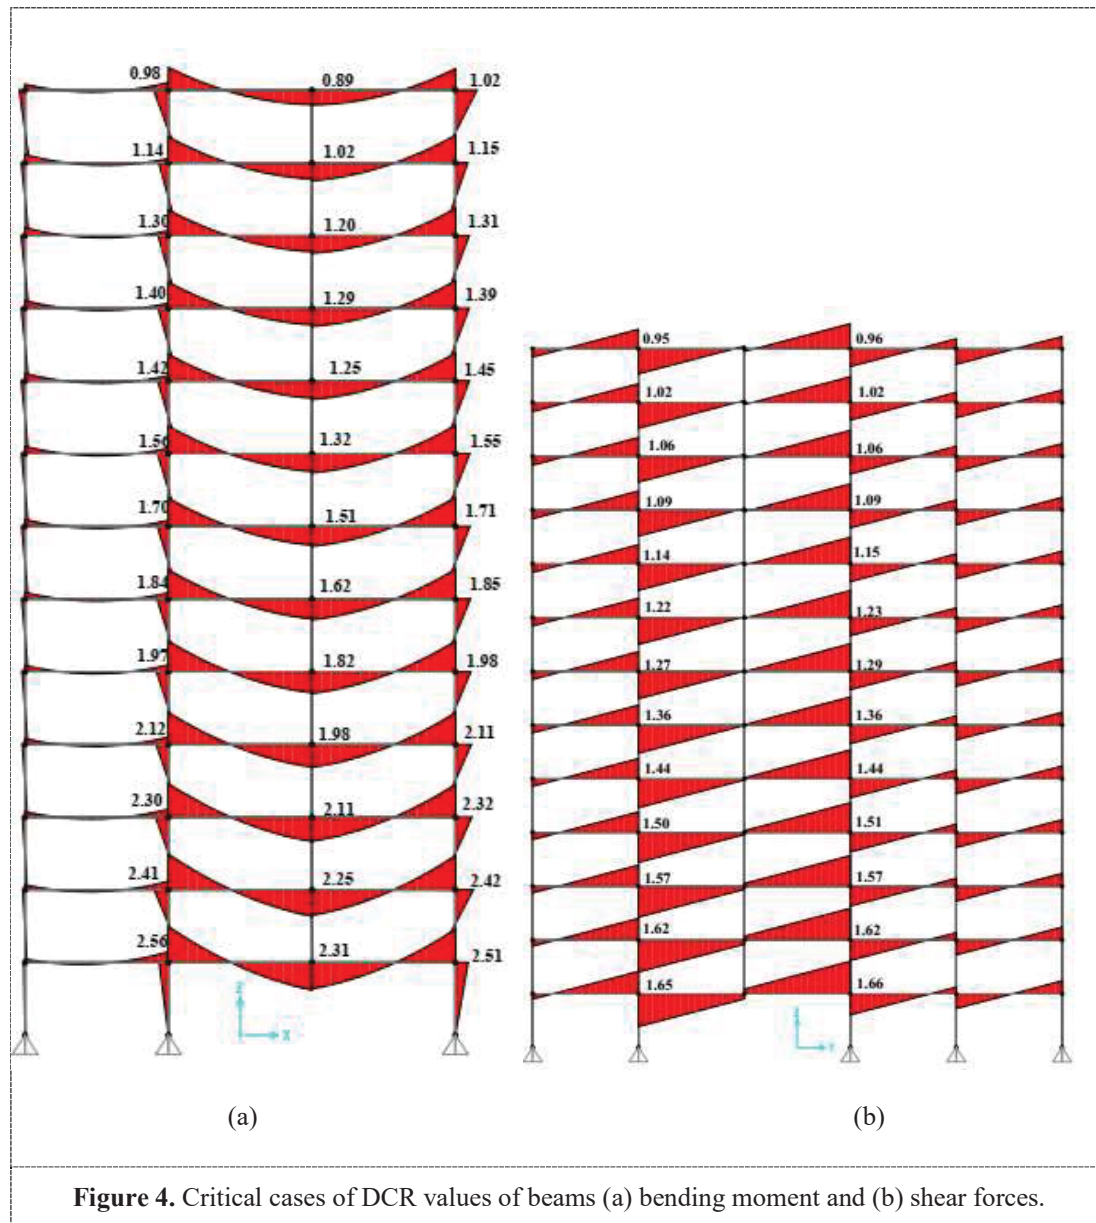 0.98 0.89 1.02
1.14 1.02 1.15
1.30 1.20 1.31
1.40 1.29 1.39
1.42 1.25 1.45
1.32 1.55
1.70 1.51 1.71
1.84 1.62 1.85
1.97 1.82 1.98
2.12 1.98 2.11
2.30 2.11 2.32
2.41 2.25 2.42
2.56 2.31 2.51
Z
X
(a)
0.95 0.96
1.02 1.02
1.06 1.06
1.09 1.09
1.14 1.15
1.22 1.23
1.27 1.29
1.36 1.36
1.44 1.44
1.50 1.51
1.57 1.57
1.62 1.62
1.65 1.66
(b)
Figure 4. Critical cases of DCR values of beams (a) bending moment and (b) shear forces.